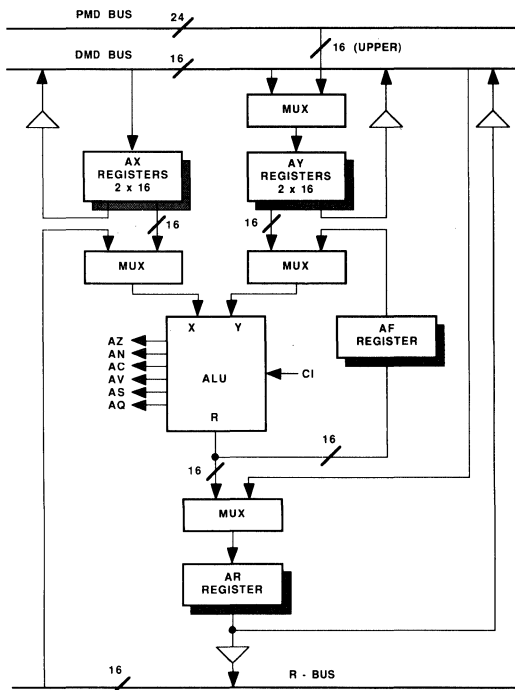 PMD BUS 24
16 (UPPER)
DMD BUS 16
MUX
AX
REGISTERS
2 x 16
AY
REGISTERS
2 x 16
16
16
MUX
MUX
X Y
AZ
AN
AC
AV
AS
AQ
ALU
CI
AF
REGISTER
R
16
16
MUX
AR
REGISTER
16
R - BUS